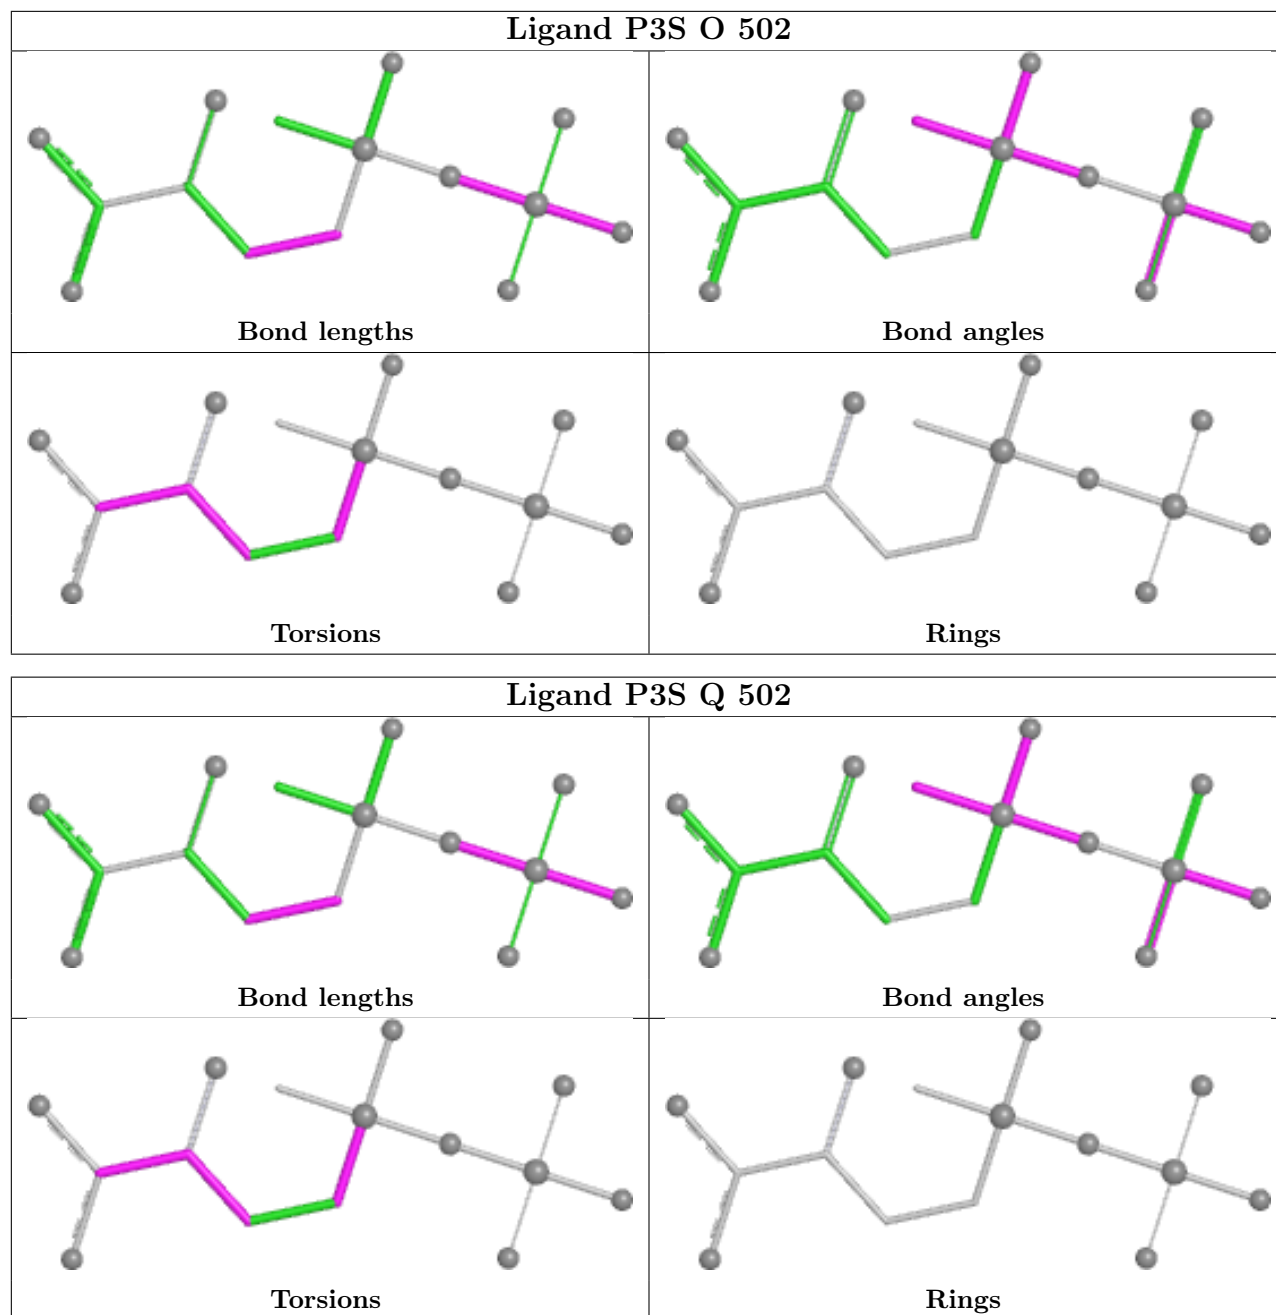 Ligand P3S O 502
Bond lengths
Bond angles
Torsions
Rings
Ligand P3S Q 502
Bond lengths
Bond angles
Torsions
Rings